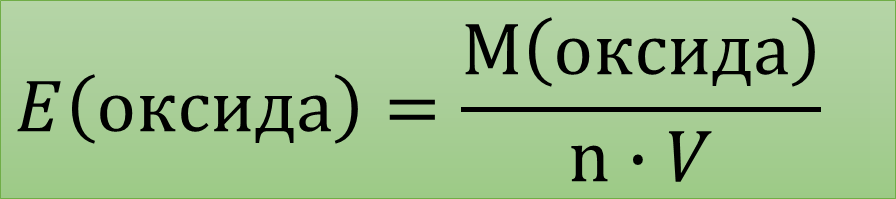 E(оксида) = M(оксида) / n · V